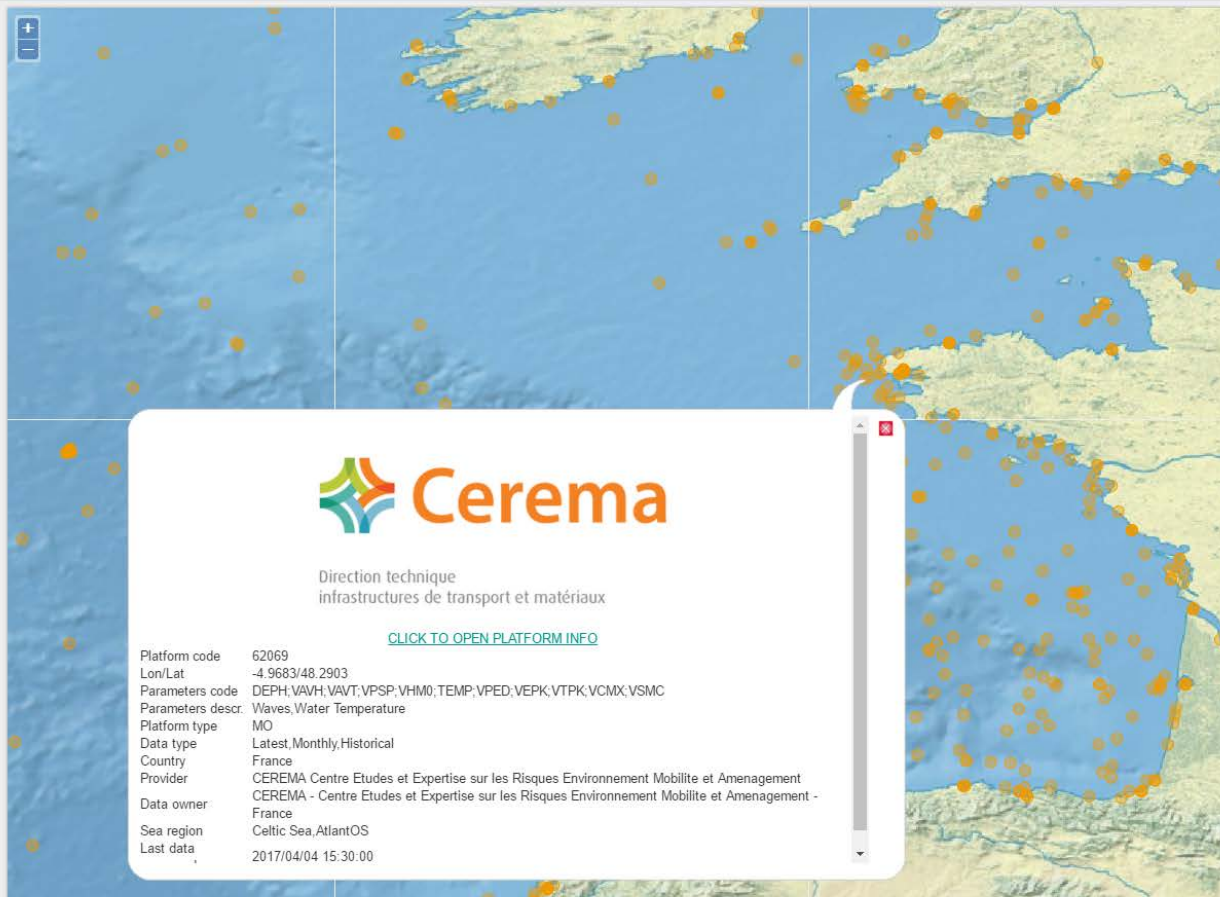 +
−
Cerema
Direction technique
infrastructures de transport et matériaux
CLICK TO OPEN PLATFORM INFO
Platform code 62069
Lon/Lat -4.9683/48.2903
Parameters code DEPH;VAVH;VAVT;VPSP;VHM0;TEMP;VPED;VEPK;VTPK;VCMX;VSMC
Parameters descr. Waves,Water Temperature
Platform type MO
Data type Latest,Monthly,Historical
Country France
Provider CEREMA Centre Etudes et Expertise sur les Risques Environnement Mobilite et Amenagement
Data owner CEREMA - Centre Etudes et Expertise sur les Risques Environnement Mobilite et Amenagement -
France
Sea region Celtic Sea,AtlantOS
Last data 2017/04/04 15:30:00